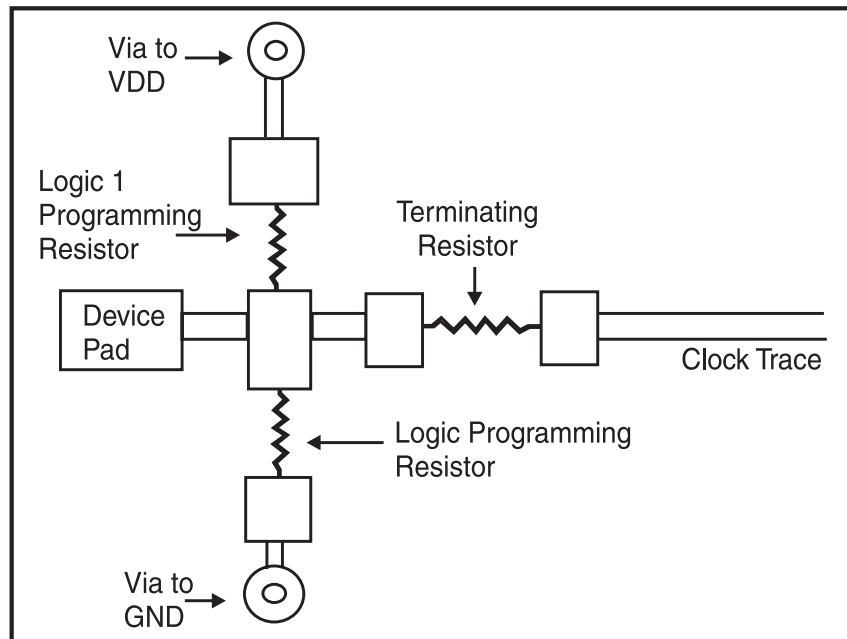 Via to
VDD
Logic 1
Programming
Resistor
Terminating
Resistor
Device
Pad
Clock Trace
Logic Programming
Resistor
Via to
GND